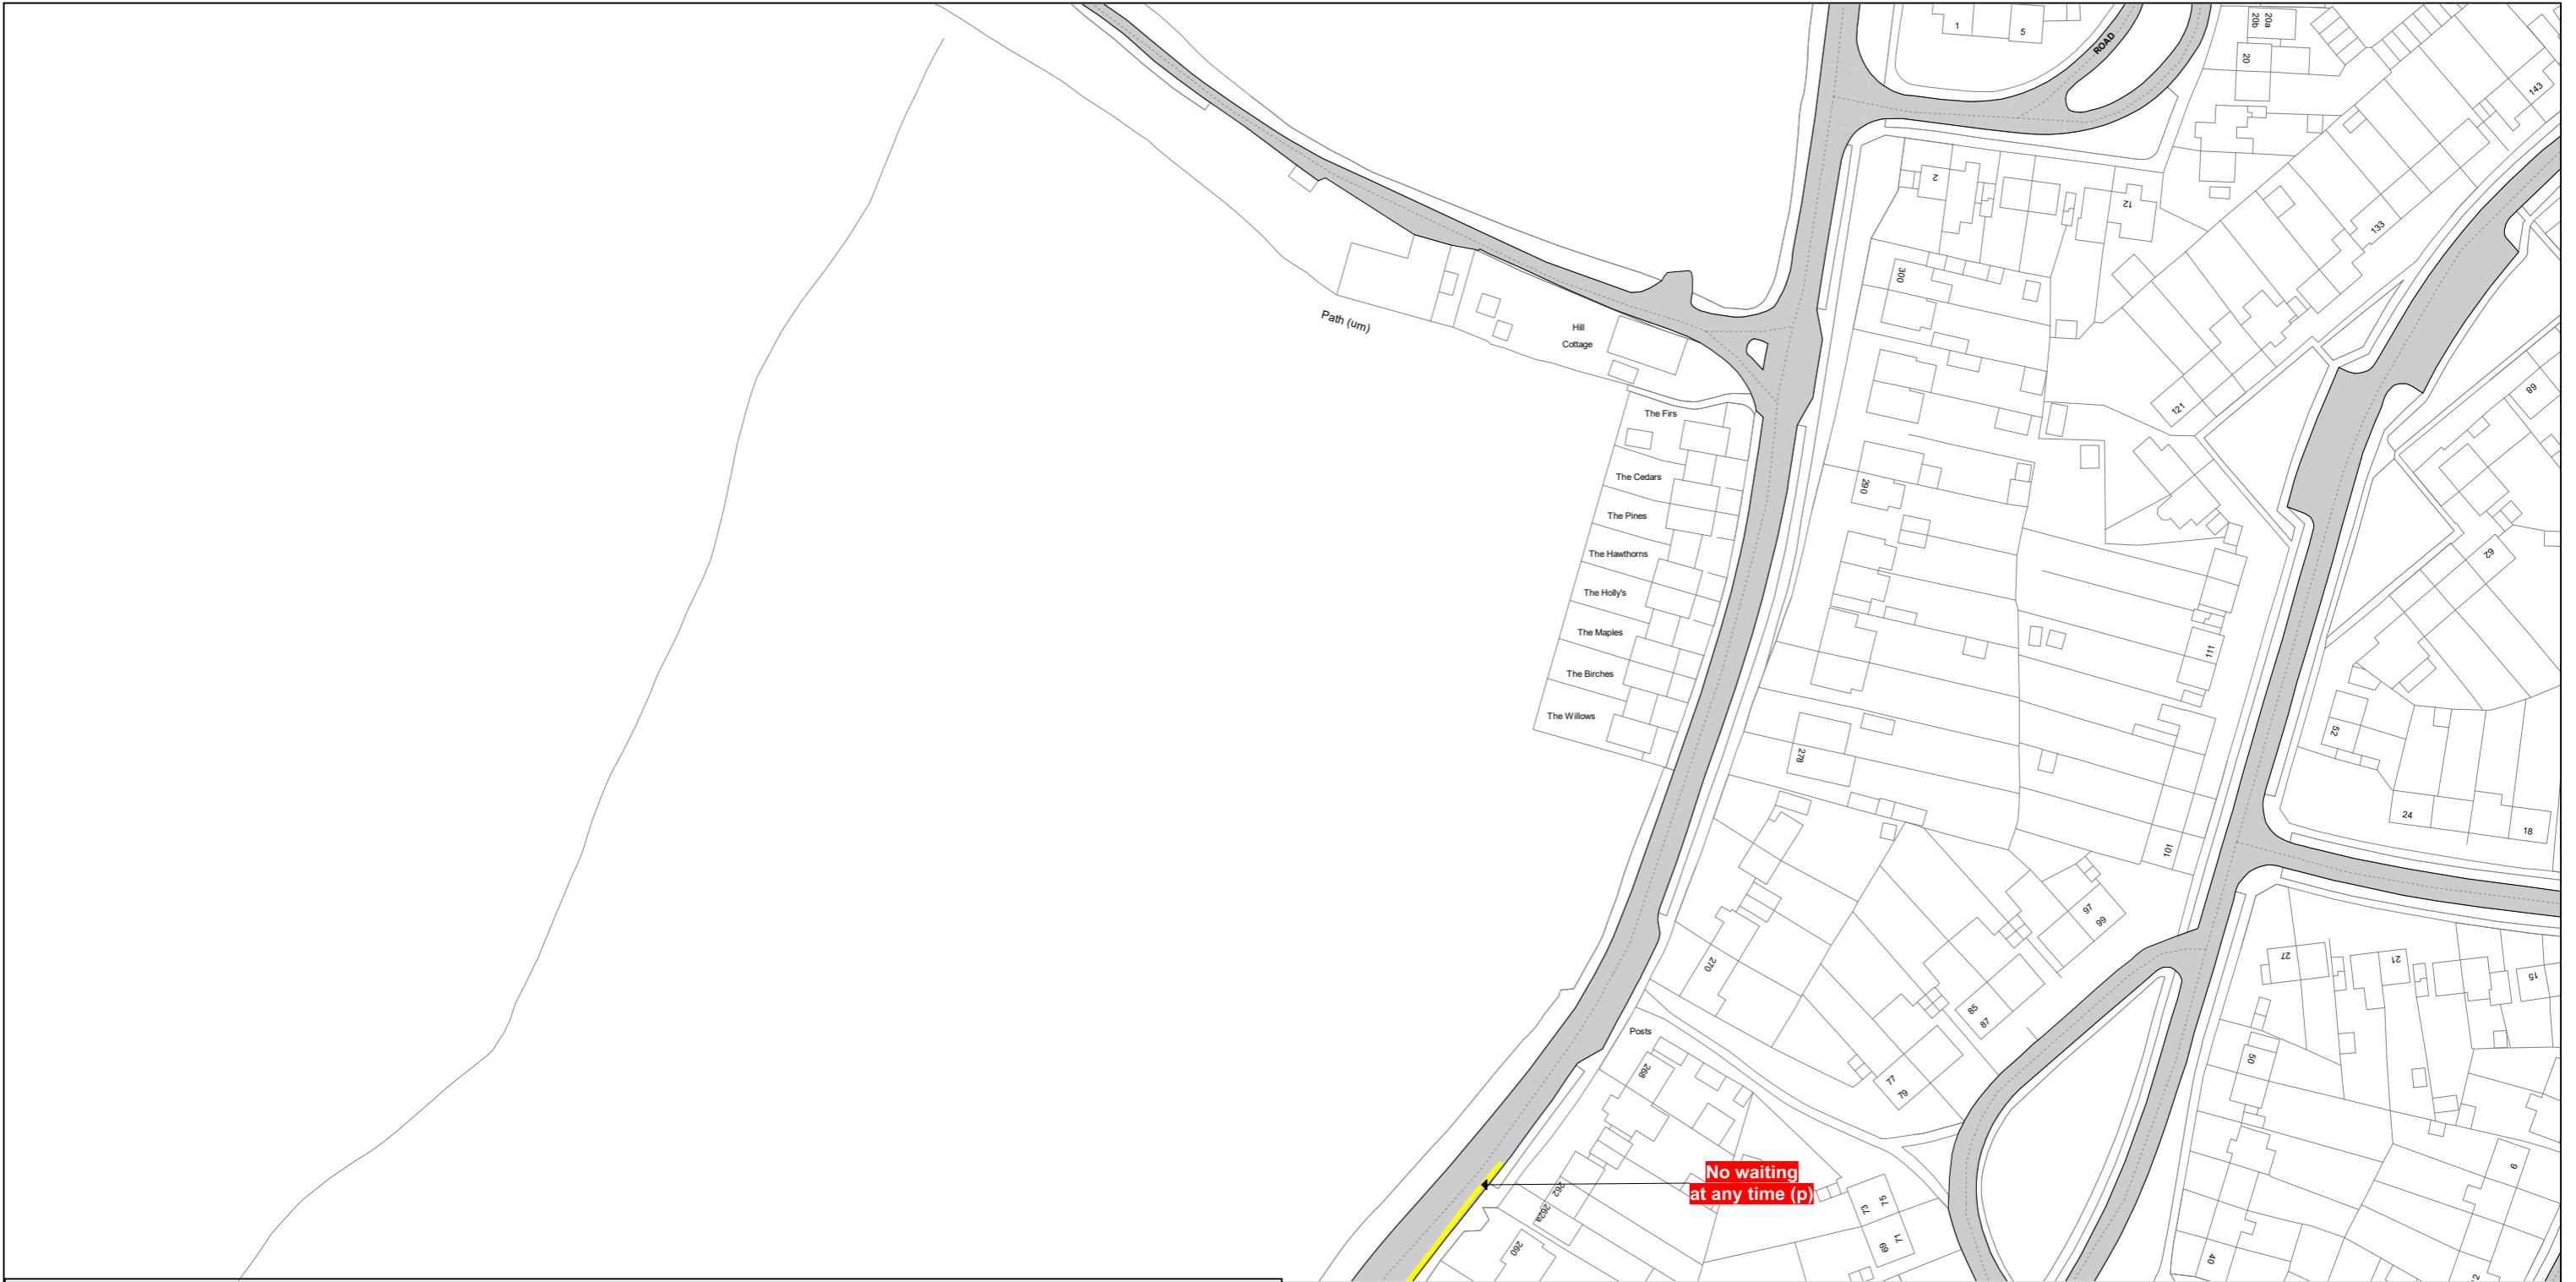 1
5
ROAD
20b
20a
20
143
2
12
133
300
Path (um)
Hill
Cottage
The Firs
121
89
The Cedars
290
The Pines
The Hawthorns
62
The Holly's
The Maples
111
The Birches
The Willows
52
278
24
18
101
97
99
270
27
21
15
85
87
Posts
268
50
77
79
No waiting
at any time (p)
262
262a
75
73
71
69
9
260
40